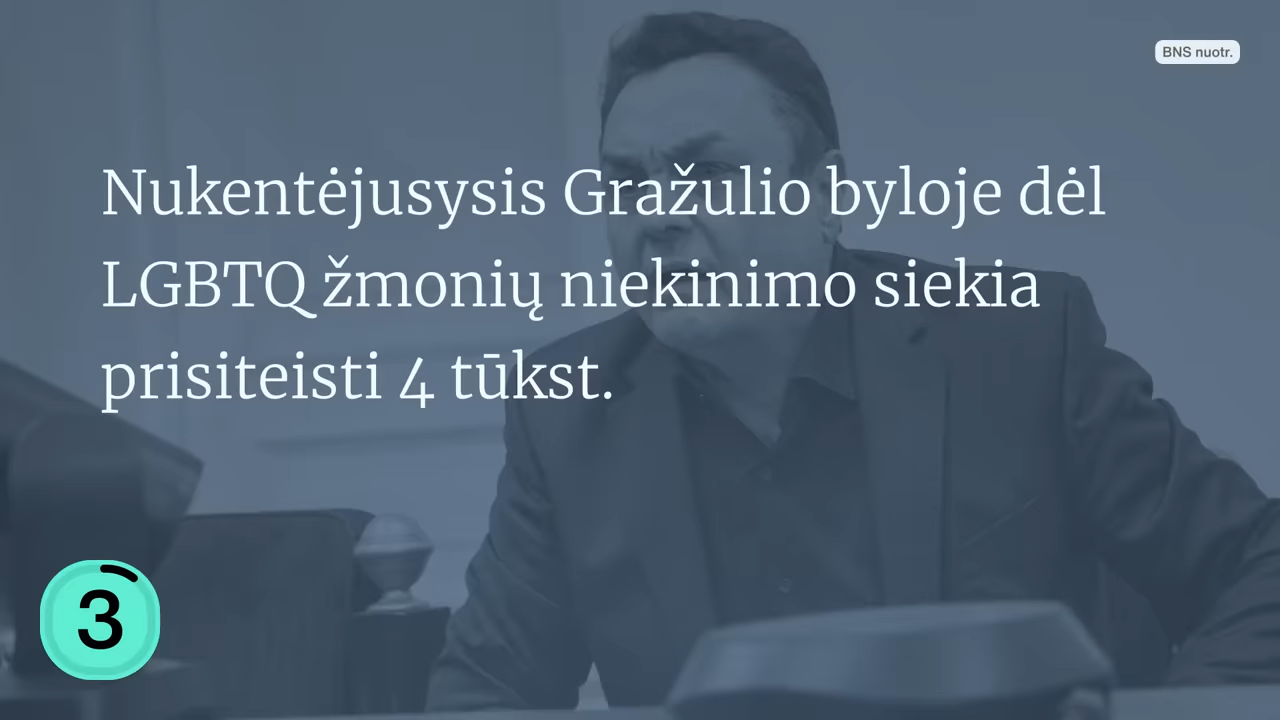 BNS nuotr.
Nukentėjusysis Gražulio byloje dėl
LGBTQ žmonių niekinimo siekia
prisiteisti 4 tūkst.
3